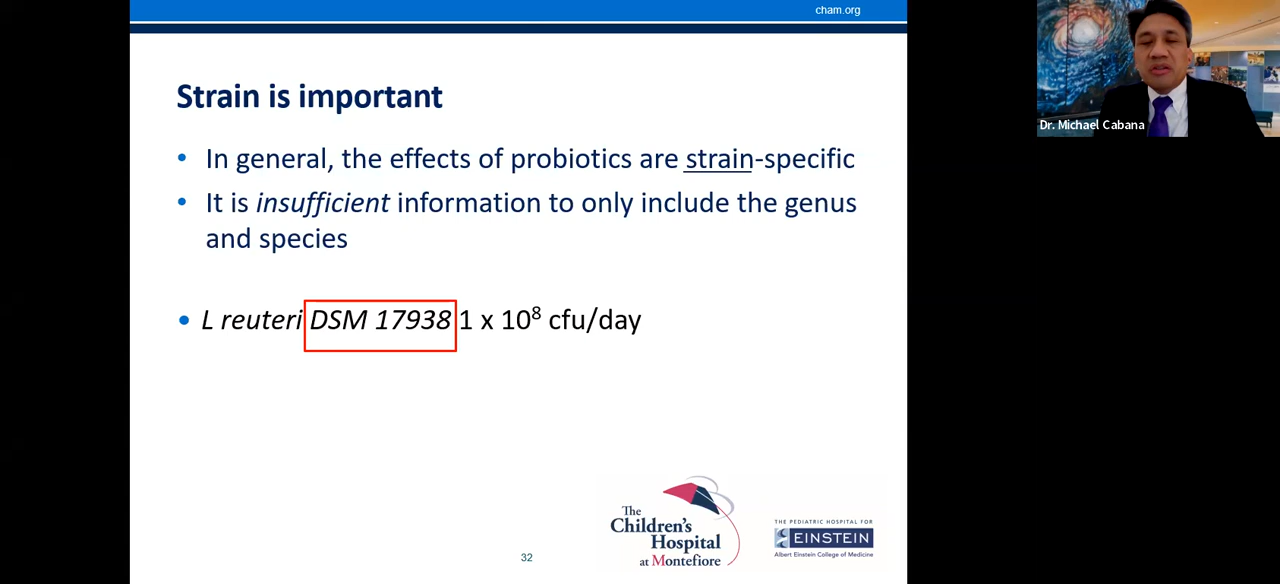 cham.org
Strain is important
• In general, the effects of probiotics are strain-specific
• It is insufficient information to only include the genus
and species
• L reuteri DSM 17938 1 x 10⁸ cfu/day
The
Children's
Hospital
at Montefiore
THE PEDIATRIC HOSPITAL FOR
EINSTEIN
Albert Einstein College of Medicine
32
Dr. Michael Cabana